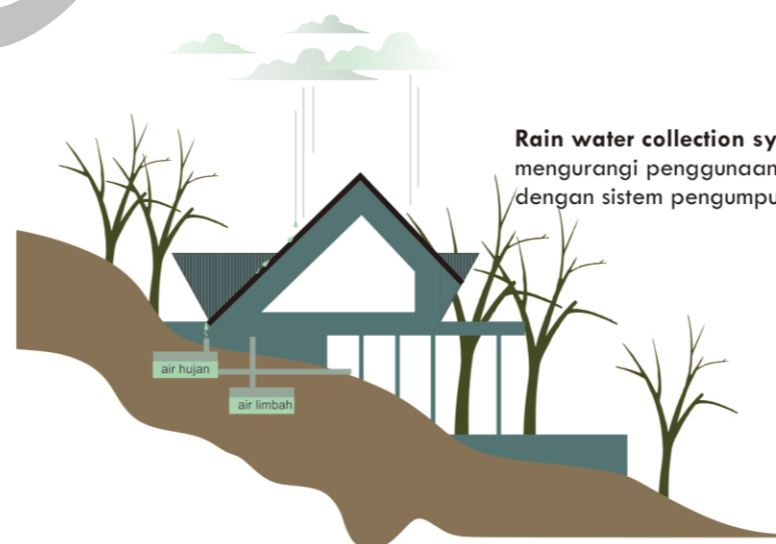 Rain water collection sy
mengurangi penggunaan
dengan sistem pengumpu
air hujan
air limbah